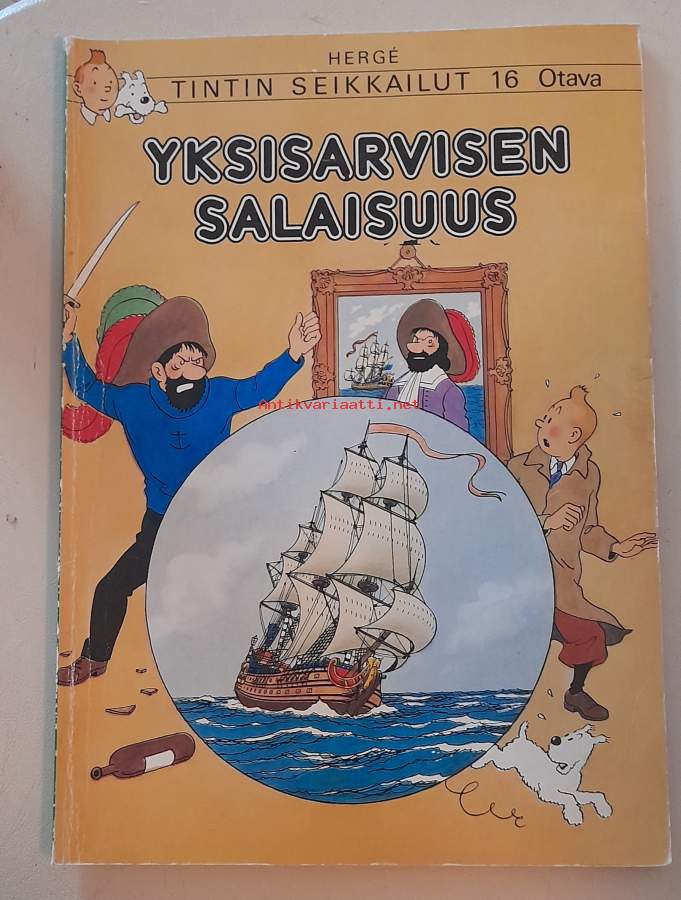 HERGÉ
TINTIN SEIKKAILUT 16 Otava
YKSISARVISEN
SALAISUUS
Antikvariaatti.net